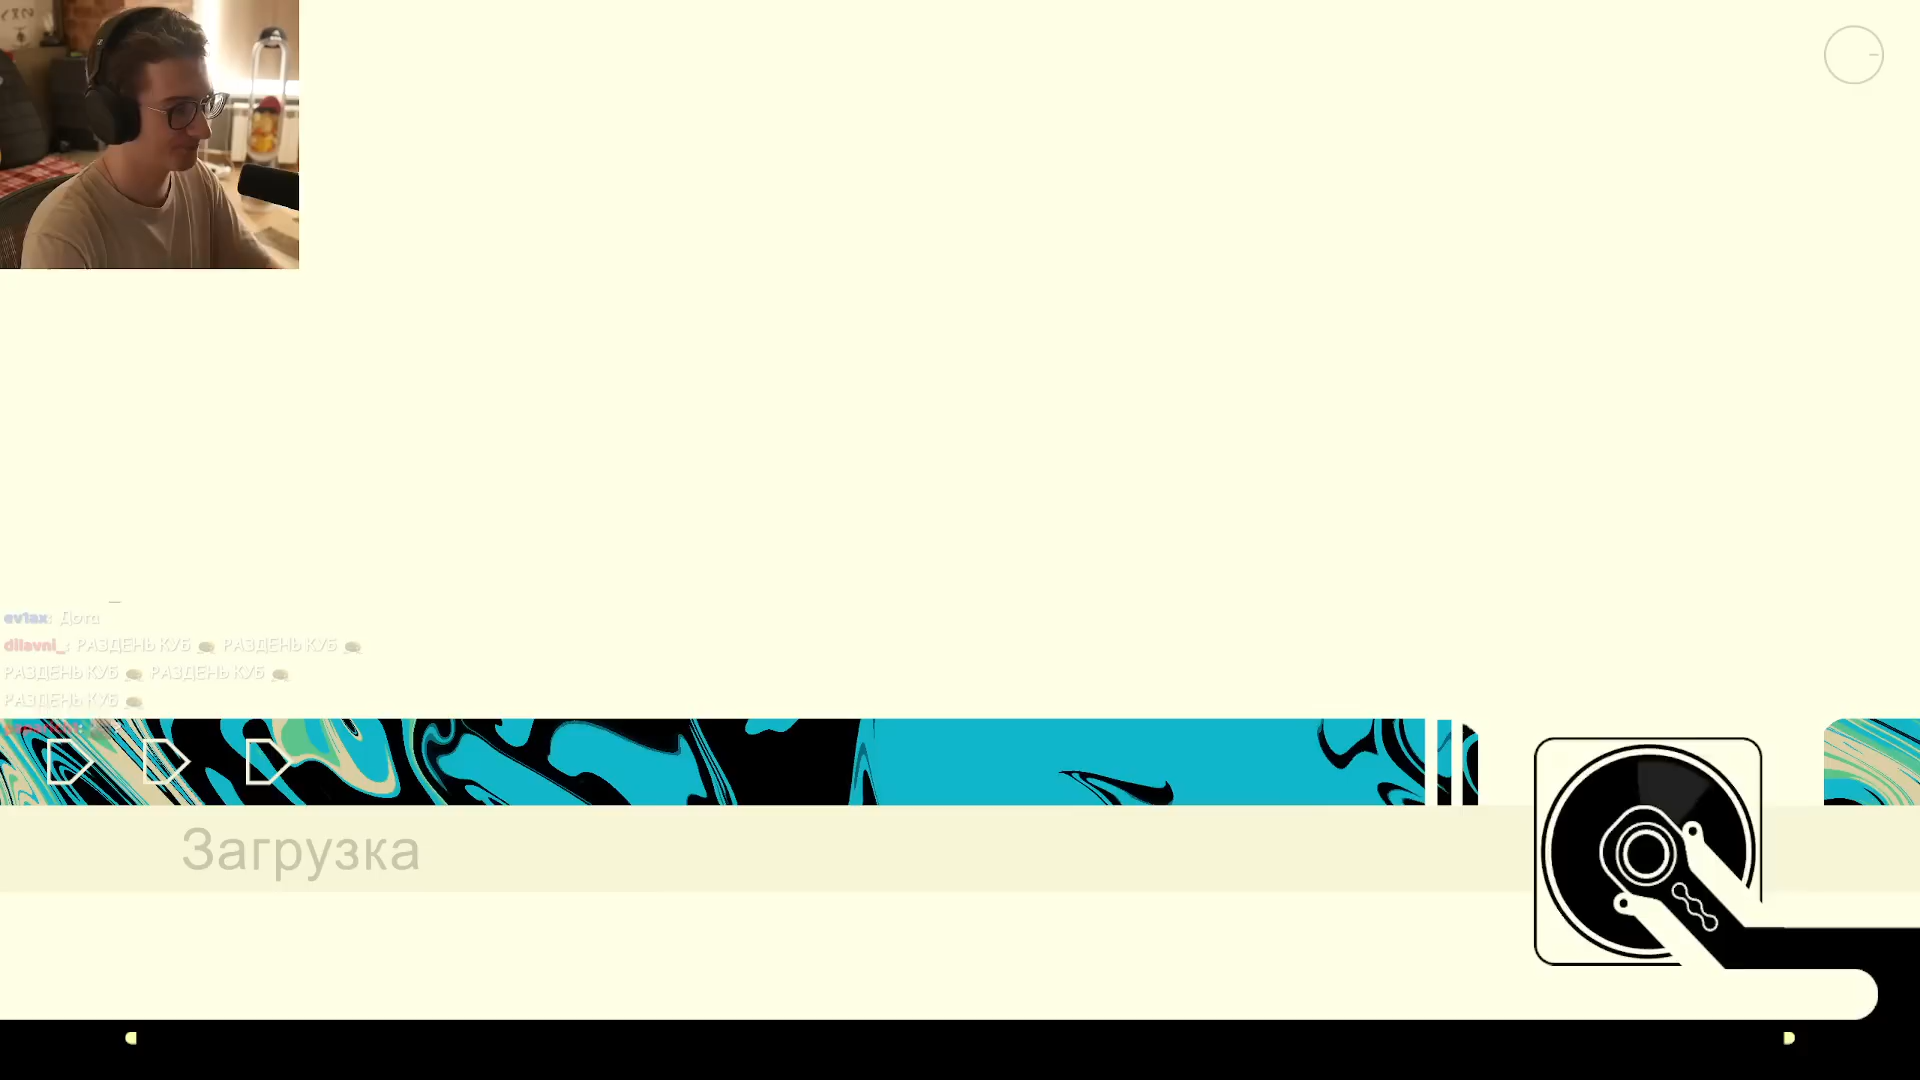 ev1ax: Дота
dilavni_: РАЗДЕНЬ КУБ РАЗДЕНЬ КУБ
РАЗДЕНЬ КУБ РАЗДЕНЬ КУБ
РАЗДЕНЬ КУБ
Загрузка